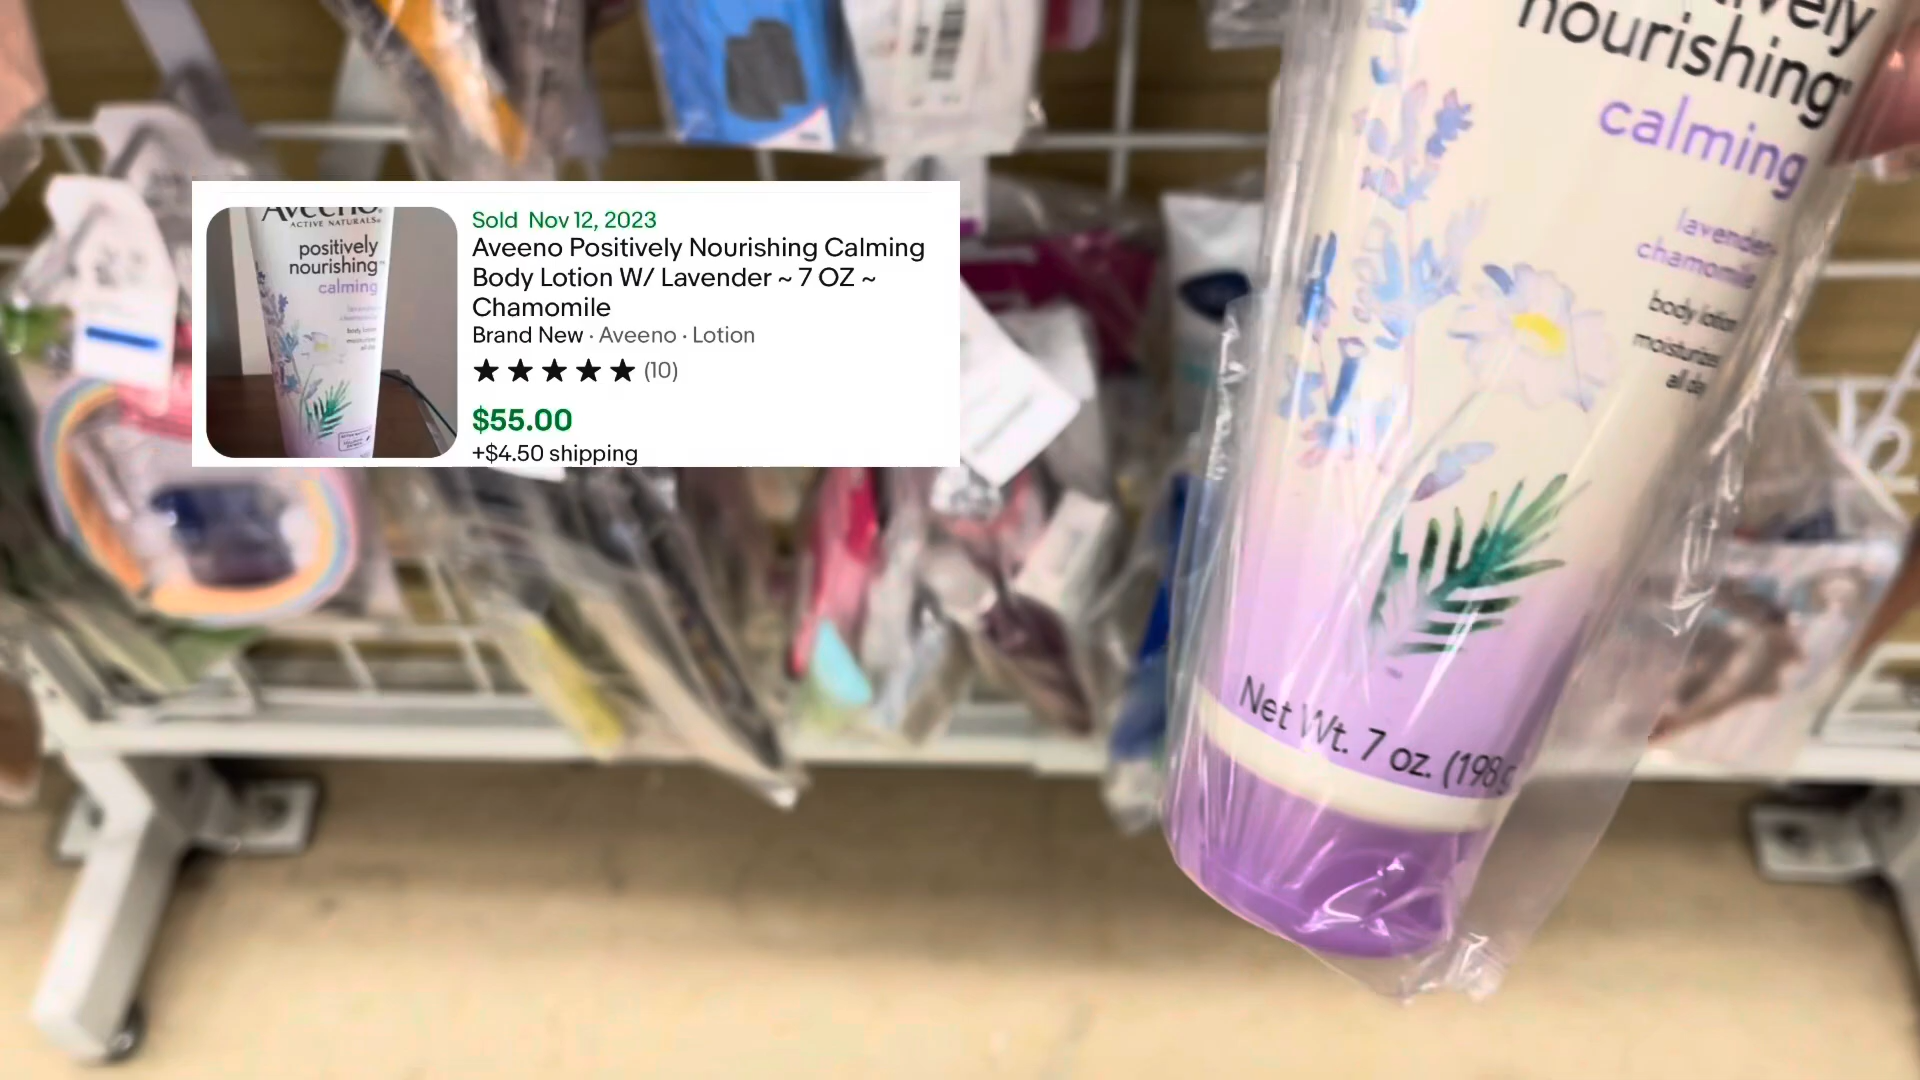 Aveeno
ACTIVE NATURALS
positively
nourishing™
calming
Sold Nov 12, 2023
Aveeno Positively Nourishing Calming
Body Lotion W/ Lavender ~ 7 OZ ~
Chamomile
Brand New · Aveeno · Lotion
(10)
$55.00
+$4.50 shipping
nourishing
calming
lavender
chamomile
body lotion
moisturizes
all day
Net Wt. 7 oz. (198